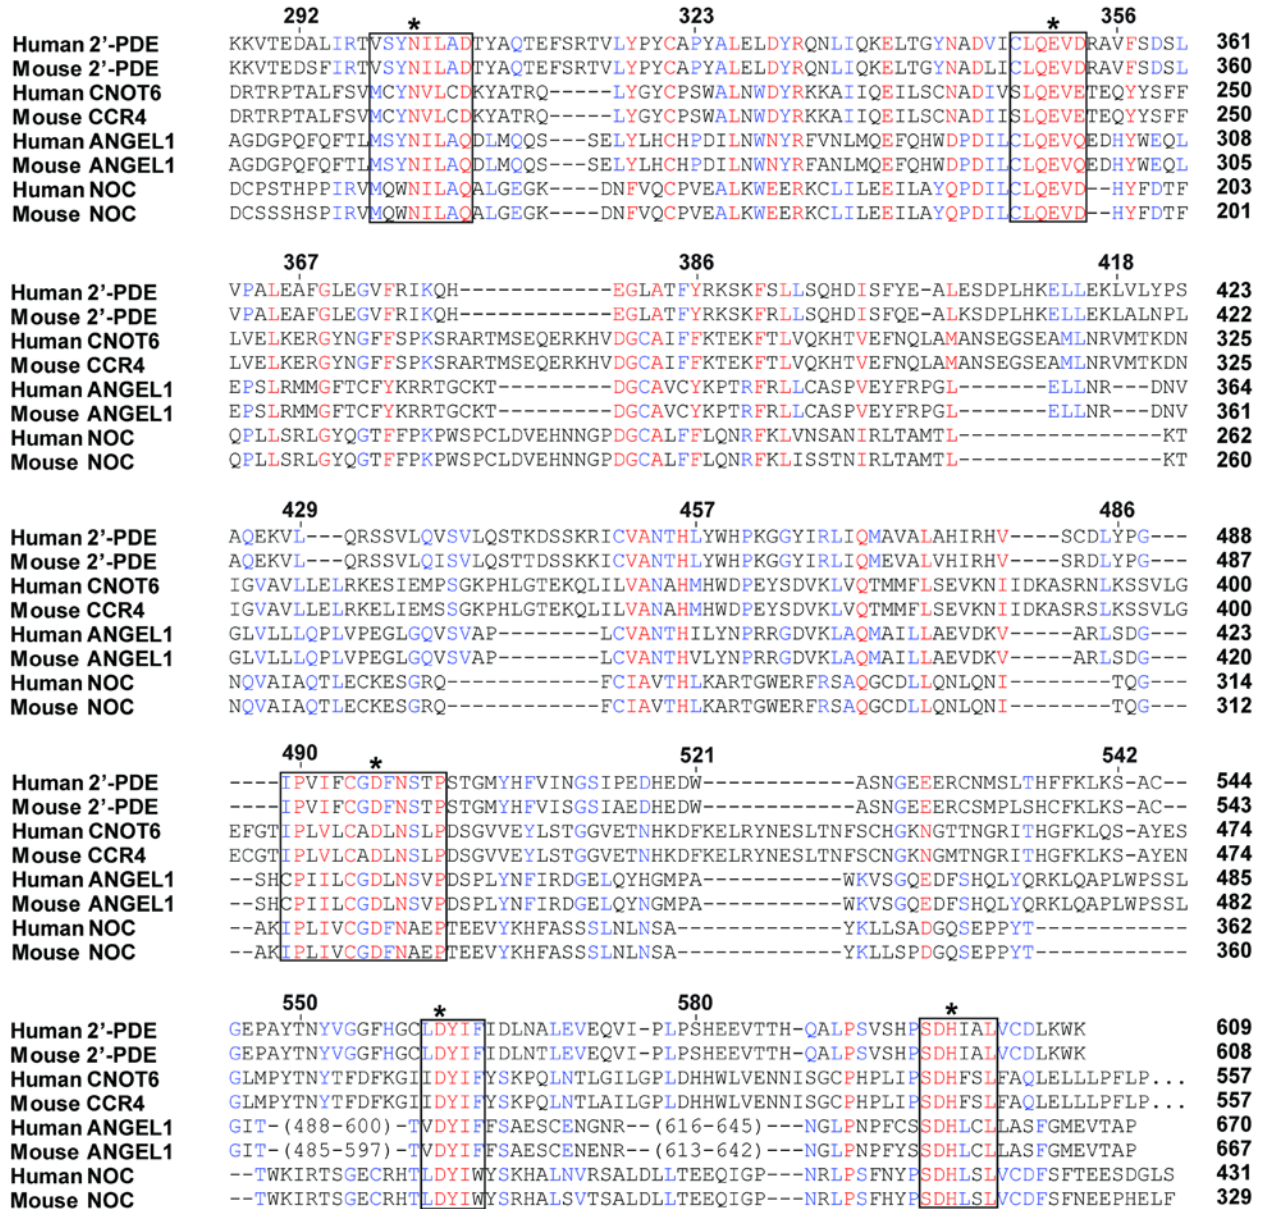 292 * 323 * 356
Human 2’-PDE KKVTEDALIRTVSYNILADTYAQTEFSRTVLYPYCAPYALELDYRQNLIQKELTGYNADVICLQEVDRAVFSDSL 361
Mouse 2’-PDE KKVTEDSFIRTVSYNILADTYAQTEFSRTVLYPYCAPYALELDYRQNLIQKELTGYNADLICLQEVDRAVFSDSL 360
Human CNOT6 DRTRPTALFSVMCYNVLCDKYATRQ-----LYGYCPSWALNWDYRKKAIIQEILSCNADIVSLQEVETEQYYSFF 250
Mouse CCR4 DRTRPTALFSVMCYNVLCDKYATRQ-----LYGYCPSWALNWDYRKKAIIQEILSCNADIISLQEVETEQYYSFF 250
Human ANGEL1 AGDGPQFQFTLMSYNILAQDLMQQS---SELYLHCHPDILNWNYRFVNLMQEFQHWDPDILCLQEVQEDHYWEQL 308
Mouse ANGEL1 AGDGPQFQFTLMSYNILAQDLMQQS---SELYLHCHPDILNWNYRFANLMQEFQHWDPDILCLQEVQEDHYWEQL 305
Human NOC DCPSTHPPIRVMQWNILAQALGEGK----DNFVQCPVEALKWEERKCLILEEILAYQPDILCLQEVD--HYFDTF 203
Mouse NOC DCSSSHSPIRVMQWNILAQALGEGK----DNFVQCPVEALKWEERKCLILEEILAYQPDILCLQEVD--HYFDTF 201
367 386 418
Human 2’-PDE VPALEAFGLEGVFRIKQH------------EGLATFYRKSKFSLLSQHDISFYE-ALESDPLHKELLEKLVLYPS 423
Mouse 2’-PDE VPALEAFGLEGVFRIKQH------------EGLATFYRKSKFRLLSQHDISFQE-ALKSDPLHKELLEKLALNPL 422
Human CNOT6 LVELKERGYNGFFSPKSRARTMSEQERKHVDGCAIFFKTEKFTLVQKHTVEFNQLAMANSEGSEAMLNRVMTKDN 325
Mouse CCR4 LVELKERGYNGFFSPKSRARTMSEQERKHVDGCAIFFKTEKFTLVQKHTVEFNQLAMANSEGSEAMLNRVMTKDN 325
Human ANGEL1 EPSLRMMGFTCFYKRRTGCKT---------DGCAVCYKPTRFRLLCASPVEYFRPGL-------ELLNR---DNV 364
Mouse ANGEL1 EPSLRMMGFTCFYKRRTGCKT---------DGCAVCYKPTRFRLLCASPVEYFRPGL-------ELLNR---DNV 361
Human NOC QPLLSRLGYQGTFFPKPWSPCLDVEHNNGPDGCALFFLQNRFKLVNSANIRLTAMTL----------------KT 262
Mouse NOC QPLLSRLGYQGTFFPKPWSPCLDVEHNNGPDGCALFFLQNRFKLISSTNIRLTAMTL----------------KT 260
429 457 486
Human 2’-PDE AQEKVL---QRSSVLQVSVLQSTKDSSKRICVANTHLYWHPKGGYIRLIQMAVALAHIRHV----SCDLYPG--- 488
Mouse 2’-PDE AQEKVL---QRSSVLQISVLQSTTDSSKKICVANTHLYWHPKGGYIRLIQMEVALVHIRHV----SRDLYPG--- 487
Human CNOT6 IGVAVLLELRKESIEMPSGKPHLGTEKQLILVANAHMHWDPEYSDVKLVQTMMFLSEVKNIIDKASRNLKSSVLG 400
Mouse CCR4 IGVAVLLELRKELIEMSSGKPHLGTEKQLILVANAHMHWDPEYSDVKLVQTMMFLSEVKNIIDKASRSLKSSVLG 400
Human ANGEL1 GLVLLLQPLVPEGLGQVSVAP--------LCVANTHILYNPRRGDVKLAQMAILLAEVDKV-----ARLSDG--- 423
Mouse ANGEL1 GLVLLLQPLVPEGLGQVSVAP--------LCVANTHVLYNPRRGDVKLAQMAILLAEVDKV-----ARLSDG--- 420
Human NOC NQVAIAQTLECKESGRQ------------FCIAVTHLKARTGWERFRSAQGCDLLQNLQNI--------TQG--- 314
Mouse NOC NQVAIAQTLECKESGRQ------------FCIAVTHLKARTGWERFRSAQGCDLLQNLQNI--------TQG--- 312
490 * 521 542
Human 2’-PDE ----IPVIFCGDFNSTPSTGMYHFVINGSIPEDHEDW------------ASNGEEERCNMSLTHFFKLKS-AC-- 544
Mouse 2’-PDE ----IPVIFCGDFNSTPSTGMYHFVISGSIAEDHEDW------------ASNGEEERCSMPLSHCFKLKS-AC-- 543
Human CNOT6 EFGTIPLVLCADLNSLPDSGVVEYLSTGGVETNHKDFKELRYNESLTNFSCHGKNGTTNGRITHGFKLQS-AYES 474
Mouse CCR4 ECGTIPLVLCADLNSLPDSGVVEYLSTGGVETNHKDFKELRYNESLTNFSCNGKNGMTNGRITHGFKLKS-AYEN 474
Human ANGEL1 --SHCPIILCGDLNSVPDSPLYNFIRDGELQYHGMPA-----------WKVSGQEDFSHQLYQRKLQAPLWPSSL 485
Mouse ANGEL1 --SHCPIILCGDLNSVPDSPLYNFIRDGELQYNGMPA-----------WKVSGQEDFSHQLYQRKLQAPLWPSSL 482
Human NOC --AKIPLIVCGDFNAEPTEEVYKHFASSSLNLNSA-------------YKLLSADGQSEPPYT------------ 362
Mouse NOC --AKIPLIVCGDFNAEPTEEVYKHFASSSLNLNSA-------------YKLLSPDGQSEPPYT------------ 360
550 * 580 *
Human 2’-PDE GEPAYTNYVGGFHGCLDYIFIDLNALEVEQVI-PLPSHEEVTTH-QALPSVSHPSDHIALVCDLKWK 609
Mouse 2’-PDE GEPAYTNYVGGFHGCLDYIFIDLNTLEVEQVI-PLPSHEEVTTH-QALPSVSHPSDHIALVCDLKWK 608
Human CNOT6 GLMPYTNYTFDFKGIIDYIFYSKPQLNTLGILGPLDHHWLVENNISGCPHPLIPSDHFSLFAQLELLLPFLP... 557
Mouse CCR4 GLMPYTNYTFDFKGIIDYIFYSKPQLNTLAILGPLDHHWLVENNISGCPHPLIPSDHFSLFAQLELLLPFLP... 557
Human ANGEL1 GIT-(488-600)-TVDYIFFSAESCENGNR--(616-645)---NGLPNPFCSSDHLCLLASFGMEVTAP 670
Mouse ANGEL1 GIT-(485-597)-TVDYIFFSAESCENENR--(613-642)---NGLPNPFYSSDHLCLLASFGMEVTAP 667
Human NOC --TWKIRTSGECRHTLDYIWYSKHALNVRSALDLLTEEQIGP---NRLPSFNYPSDHLSLVCDFSFTEESDGLS 431
Mouse NOC --TWKIRTSGECRHTLDYIWYSRHALSVTSALDLLTEEQIGP---NRLPSFHYPSDHLSLVCDFSFNEEPHELF 329